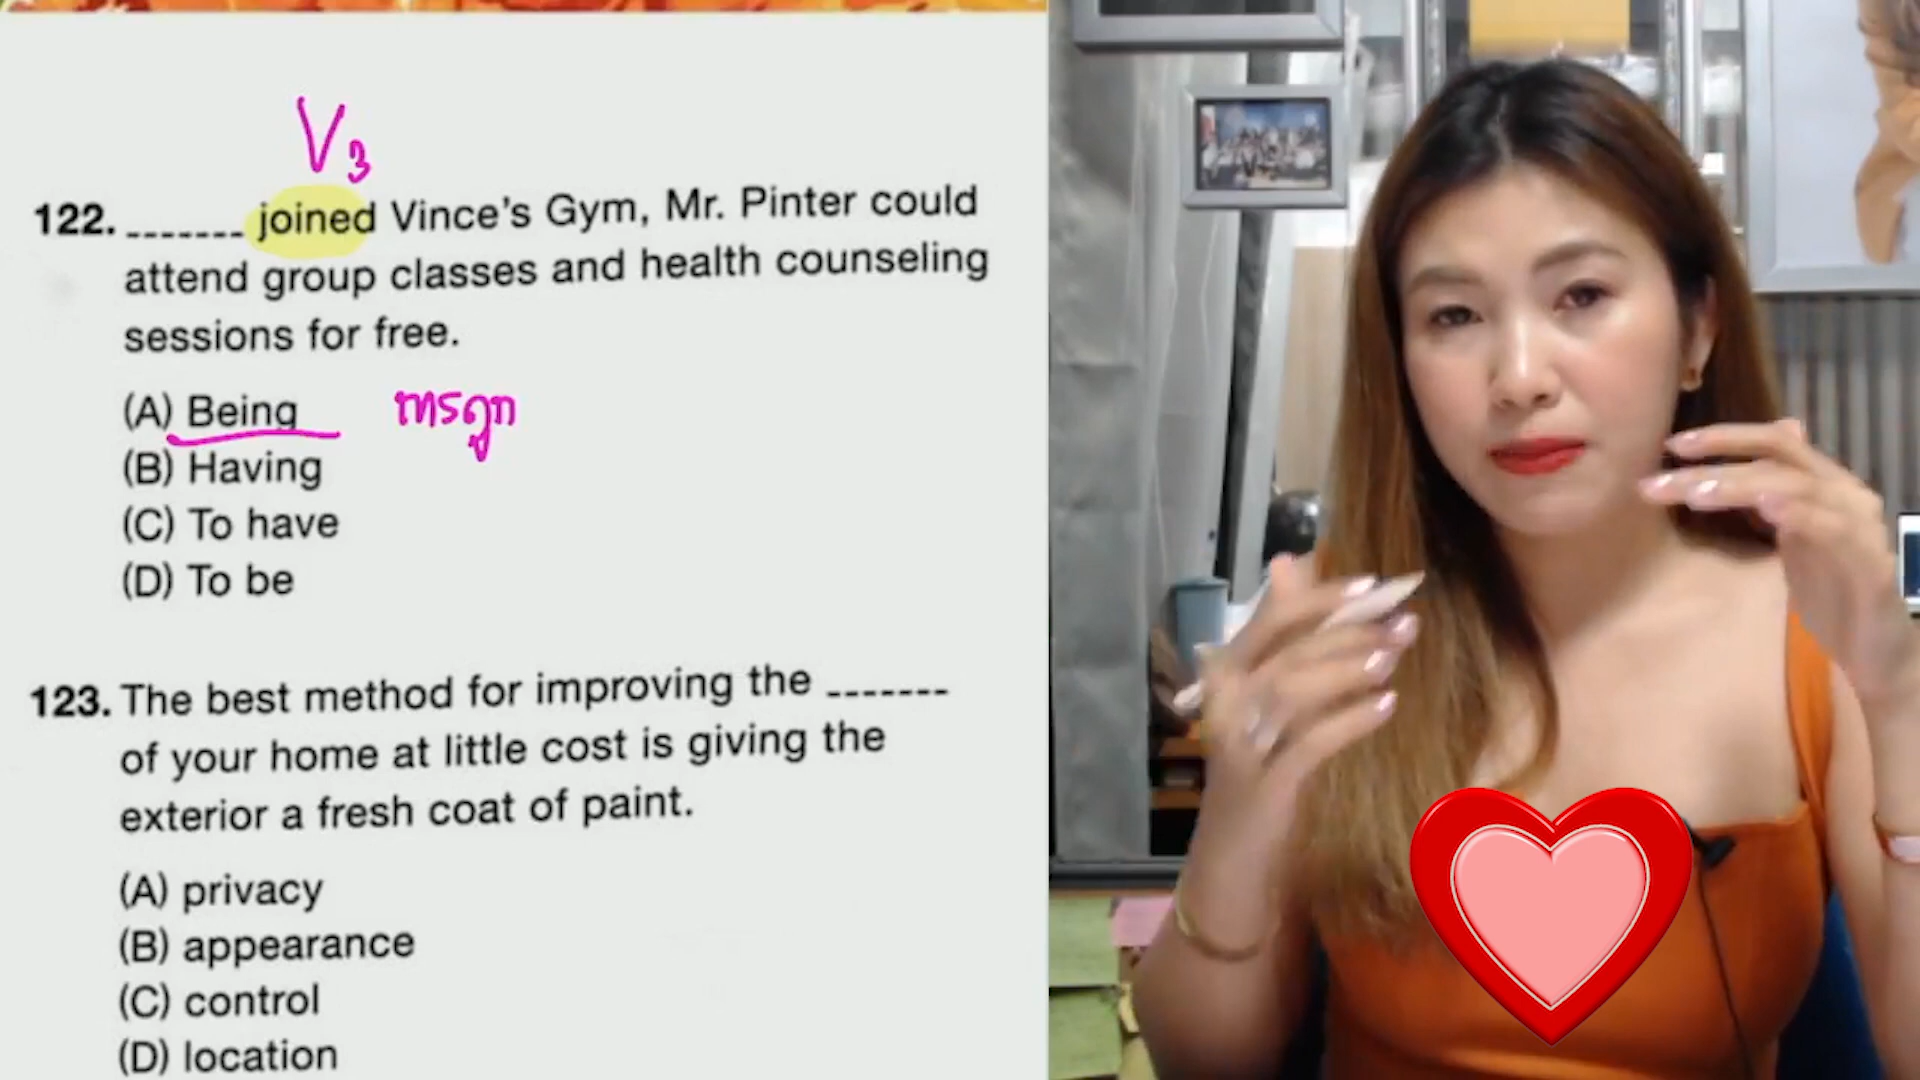 V3
122. ------- joined Vince's Gym, Mr. Pinter could
attend group classes and health counseling
sessions for free.
(A) Being การถูก
(B) Having
(C) To have
(D) To be
123. The best method for improving the -------
of your home at little cost is giving the
exterior a fresh coat of paint.
(A) privacy
(B) appearance
(C) control
(D) location